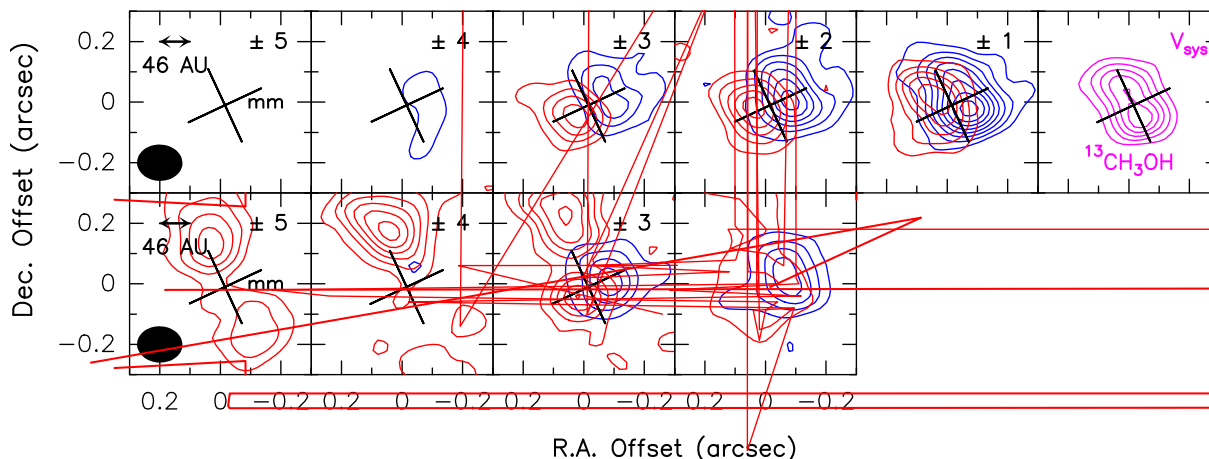 0.2
0
−0.2
Dec. Offset (arcsec)
46 AU
± 5
mm
± 4
± 3
± 2
± 1
Vsys
13CH3OH
0.2
0
−0.2
46 AU
± 5
mm
± 4
± 3
0.2 0 −0.2 0.2 0 −0.2 0.2 0 −0.2
R.A. Offset (arcsec)